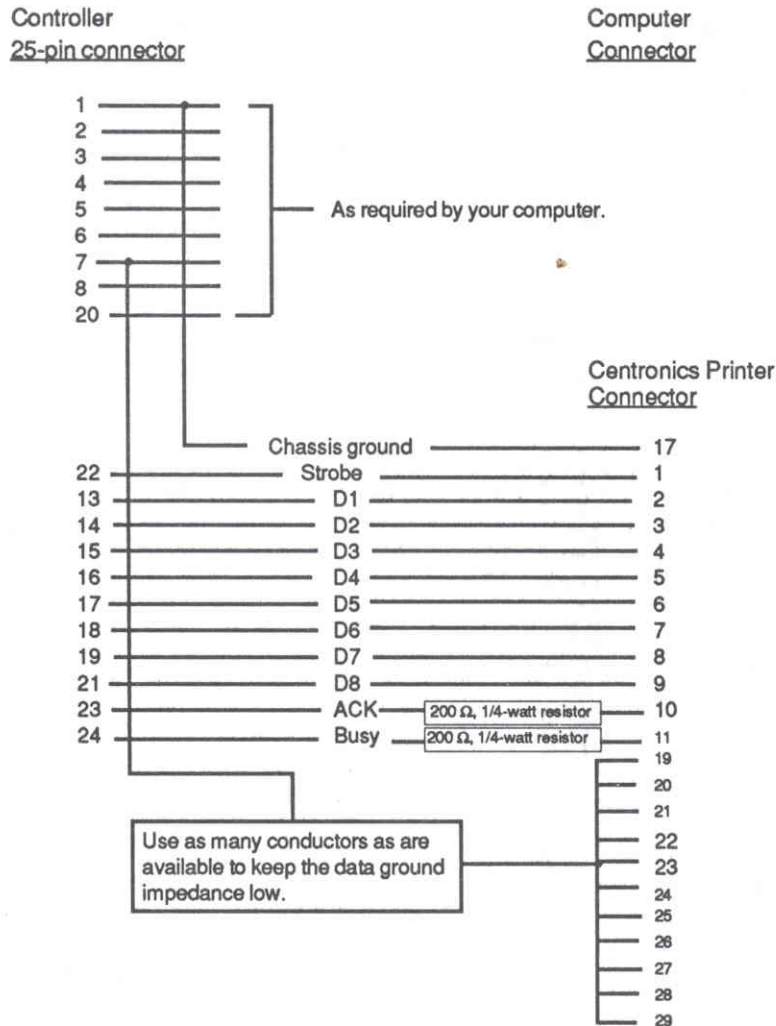 Controller
25-pin connector
Computer
Connector
1
2
3
4
5
6
7
8
20
As required by your computer.
Centronics Printer
Connector
Chassis ground 17
22 Strobe 1
13 D1 2
14 D2 3
15 D3 4
16 D4 5
17 D5 6
18 D6 7
19 D7 8
21 D8 9
23 ACK 200 Ω, 1/4-watt resistor 10
24 Busy 200 Ω, 1/4-watt resistor 11
19
20
21
22
23
24
25
26
27
28
29
Use as many conductors as are
available to keep the data ground
impedance low.